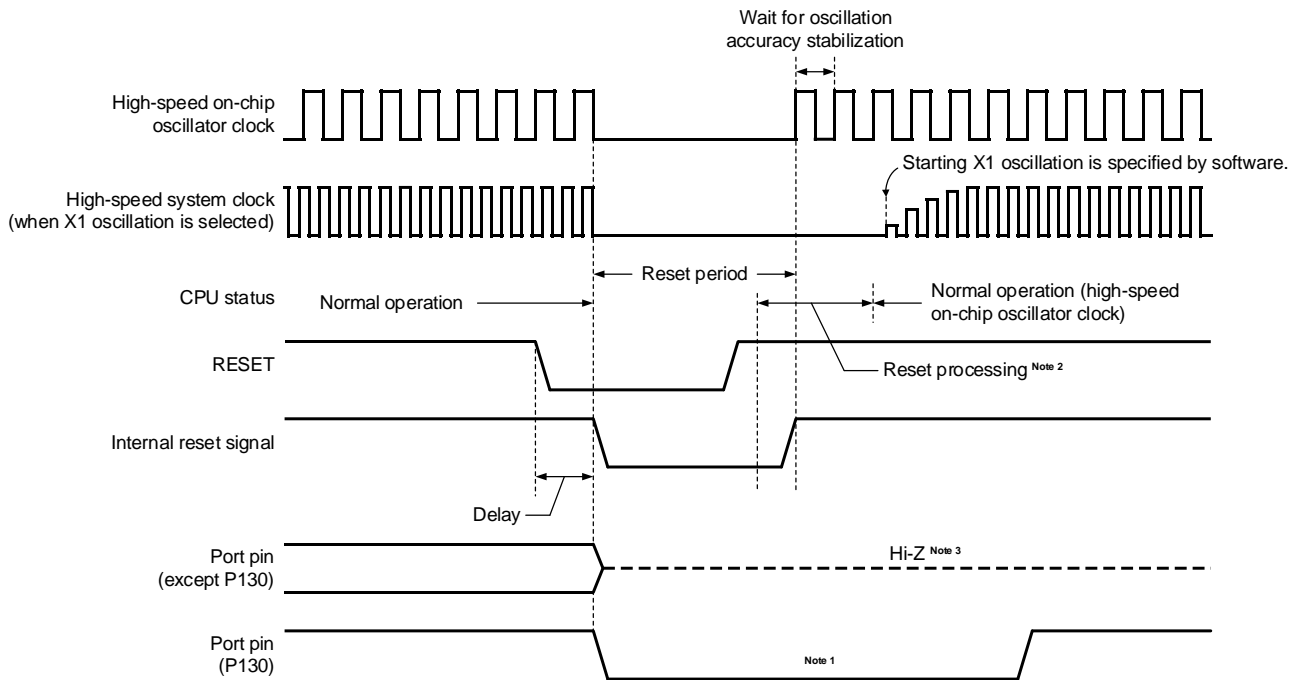 Wait for oscillation
accuracy stabilization
High-speed on-chip
oscillator clock
Starting X1 oscillation is specified by software.
High-speed system clock
(when X1 oscillation is selected)
Reset period
CPU status
Normal operation
Normal operation (high-speed
on-chip oscillator clock)
RESET
Reset processing Note 2
Internal reset signal
Delay
Port pin
(except P130)
Hi-Z Note 3
Port pin
(P130)
Note 1